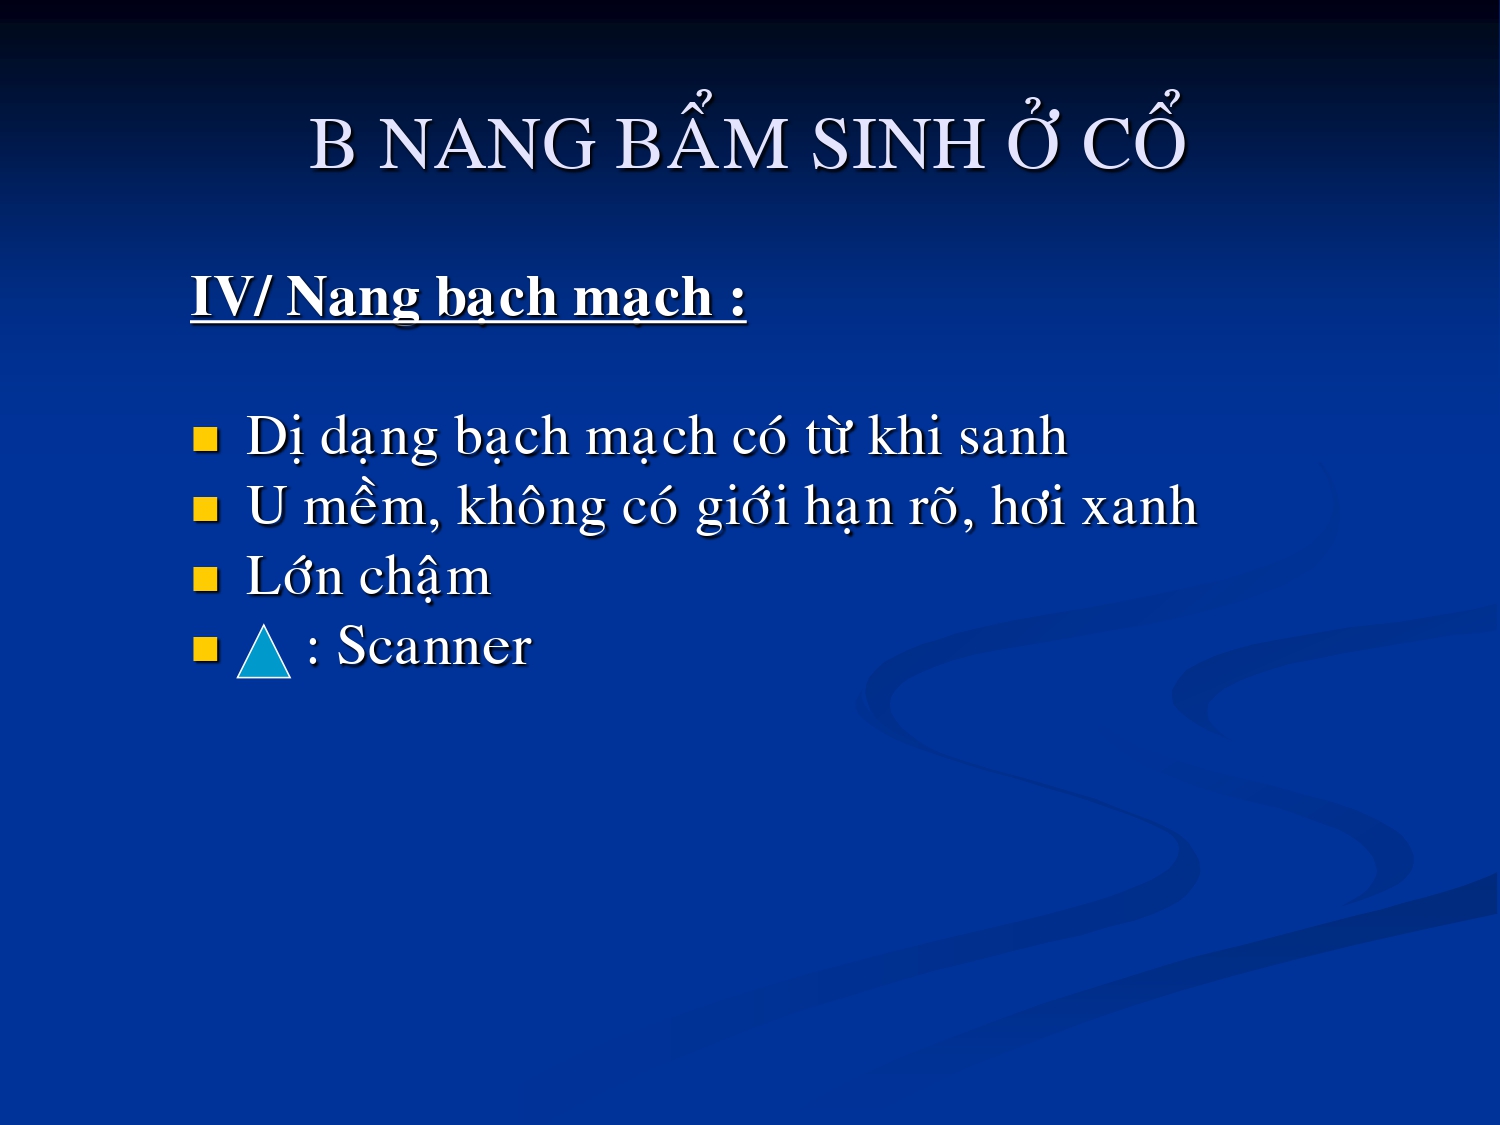 B NANG BẨM SINH Ở CỔ
IV/ Nang bạch mạch :
Dị dạng bạch mạch có từ khi sanh
U mềm, không có giới hạn rõ, hơi xanh
Lớn chậm
: Scanner